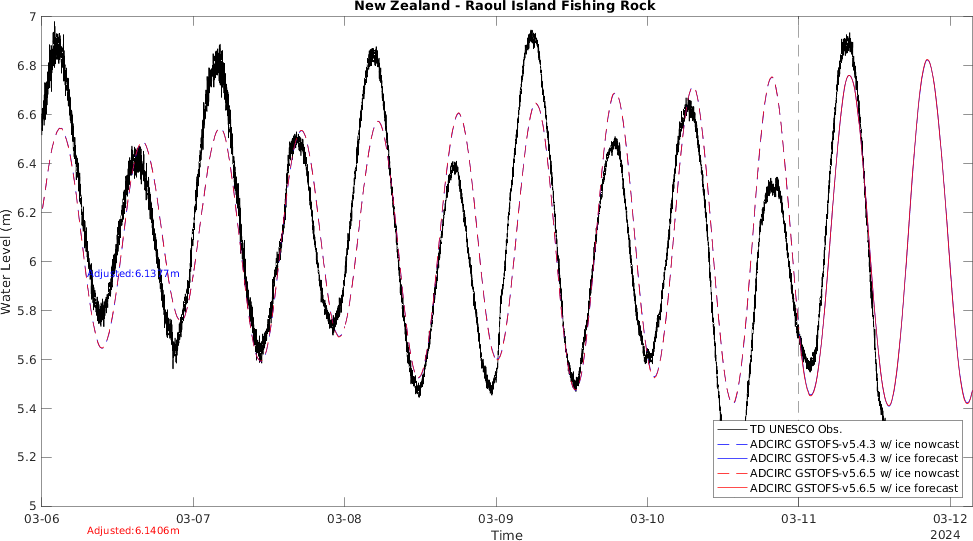 New Zealand - Raoul Island Fishing Rock
7
6.8
6.6
6.4
6.2
6
5.8
5.6
5.4
5.2
5
Water Level (m)
Adjusted:6.1377m
TD UNESCO Obs.
ADCIRC GSTOFS-v5.4.3 w/ ice nowcast
ADCIRC GSTOFS-v5.4.3 w/ ice forecast
ADCIRC GSTOFS-v5.6.5 w/ ice nowcast
ADCIRC GSTOFS-v5.6.5 w/ ice forecast
03-06 03-07 03-08 03-09 03-10 03-11 03-12
Adjusted:6.1406m
Time
2024